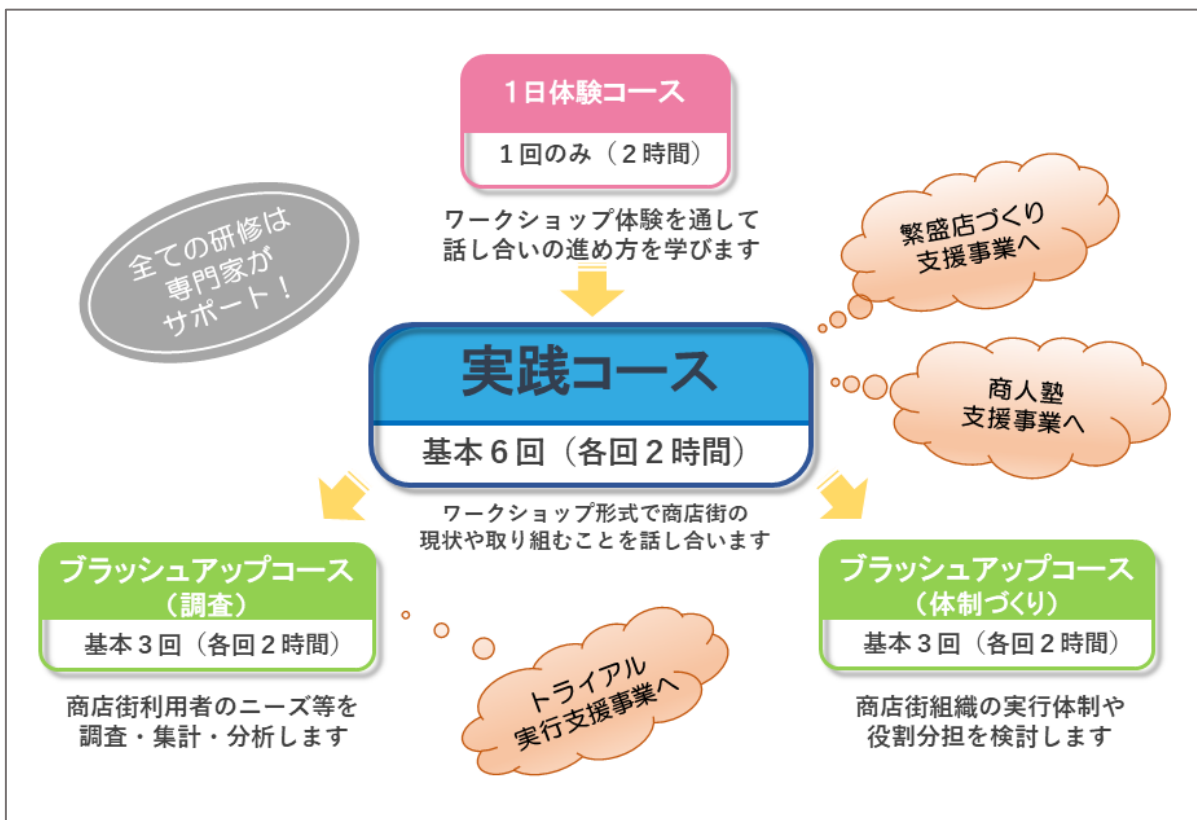 1日体験コース
1回のみ（2時間）
ワークショップ体験を通して
話し合いの進め方を学びます
全ての研修は
専門家が
サポート！
繁盛店づくり
支援事業へ
実践コース
基本6回（各回2時間）
商人塾
支援事業へ
ワークショップ形式で商店街の
現状や取り組むことを話し合います
ブラッシュアップコース
（調査）
基本3回（各回2時間）
商店街利用者のニーズ等を
調査・集計・分析します
トライアル
実行支援事業へ
ブラッシュアップコース
（体制づくり）
基本3回（各回2時間）
商店街組織の実行体制や
役割分担を検討します